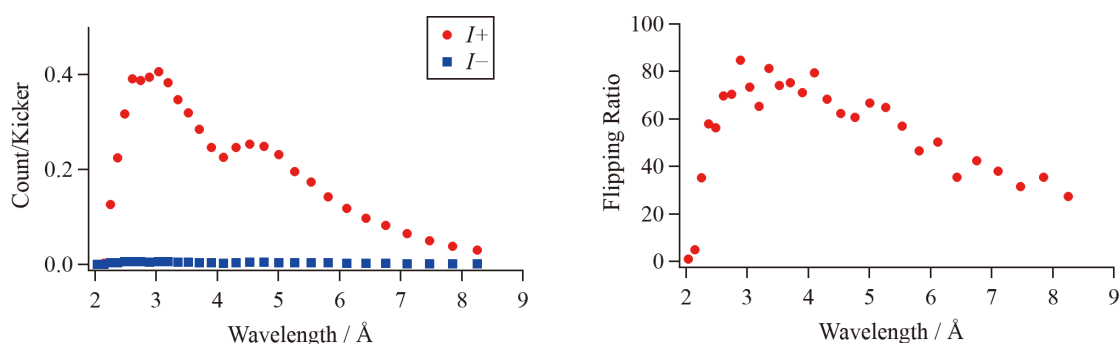 Count/Kicker
0.4
0.2
0.0
I+
I−
2 3 4 5 6 7 8 9
Wavelength / Å
Flipping Ratio
100
80
60
40
20
0
2 3 4 5 6 7 8 9
Wavelength / Å